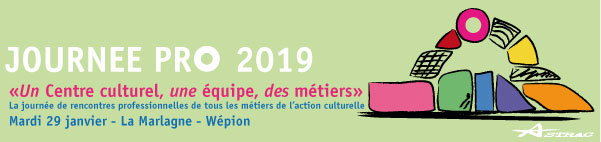 JOURNEE PRO 2019
«Un Centre culturel, une équipe, des métiers»
La journée de rencontres professionnelles de tous les métiers de l'action culturelle
Mardi 29 janvier - La Marlagne - Wépion
ASTRAC